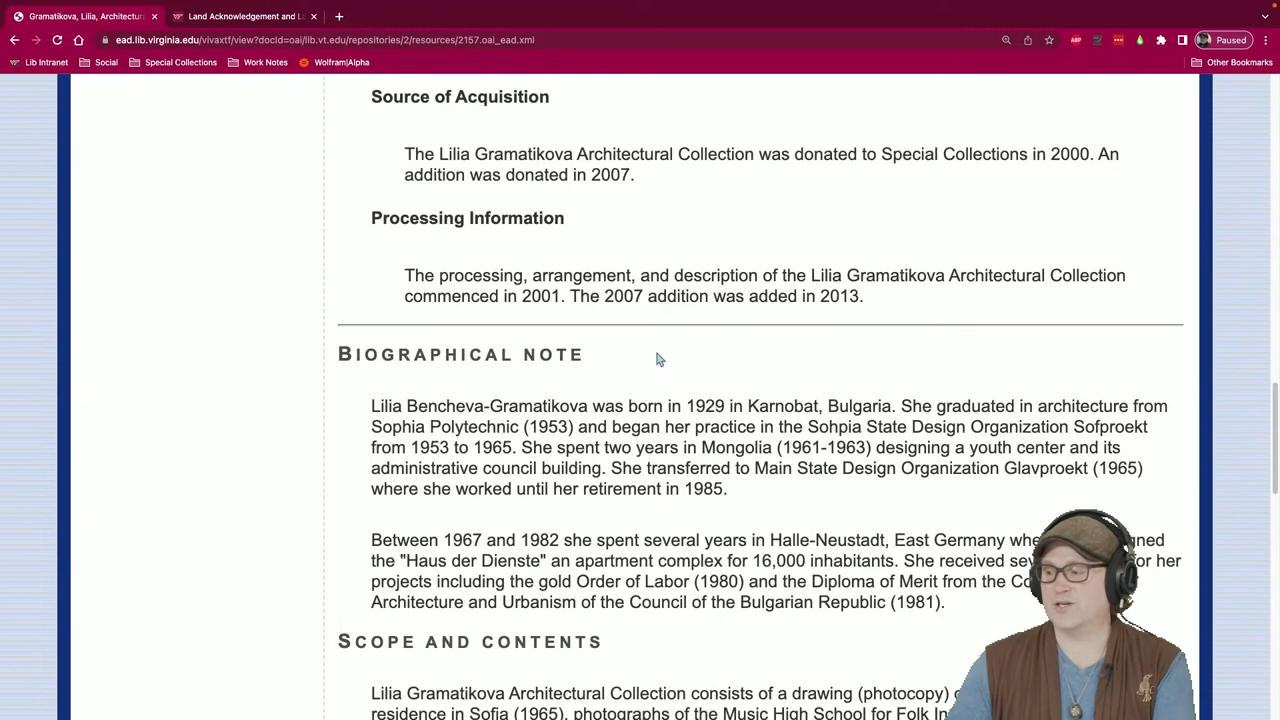 Gramatikova, Lilia, Architectura
Land Acknowledgement and L
ead.lib.virginia.edu/vivaxtf/view?docId=oai/lib.vt.edu/repositories/2/resources/2157.oai_ead.xml
ABP
Paused
Lib Intranet
Social
Special Collections
Work Notes
Wolfram|Alpha
Other Bookmarks
Source of Acquisition
The Lilia Gramatikova Architectural Collection was donated to Special Collections in 2000. An
addition was donated in 2007.
Processing Information
The processing, arrangement, and description of the Lilia Gramatikova Architectural Collection
commenced in 2001. The 2007 addition was added in 2013.
BIOGRAPHICAL NOTE
Lilia Bencheva-Gramatikova was born in 1929 in Karnobat, Bulgaria. She graduated in architecture from
Sophia Polytechnic (1953) and began her practice in the Sohpia State Design Organization Sofproekt
from 1953 to 1965. She spent two years in Mongolia (1961-1963) designing a youth center and its
administrative council building. She transferred to Main State Design Organization Glavproekt (1965)
where she worked until her retirement in 1985.
Between 1967 and 1982 she spent several years in Halle-Neustadt, East Germany whe gned
the "Haus der Dienste" an apartment complex for 16,000 inhabitants. She received sev or her
projects including the gold Order of Labor (1980) and the Diploma of Merit from the Co
Architecture and Urbanism of the Council of the Bulgarian Republic (1981).
SCOPE AND CONTENTS
Lilia Gramatikova Architectural Collection consists of a drawing (photocopy)
residence in Sofia (1965), photographs of the Music High School for Folk In